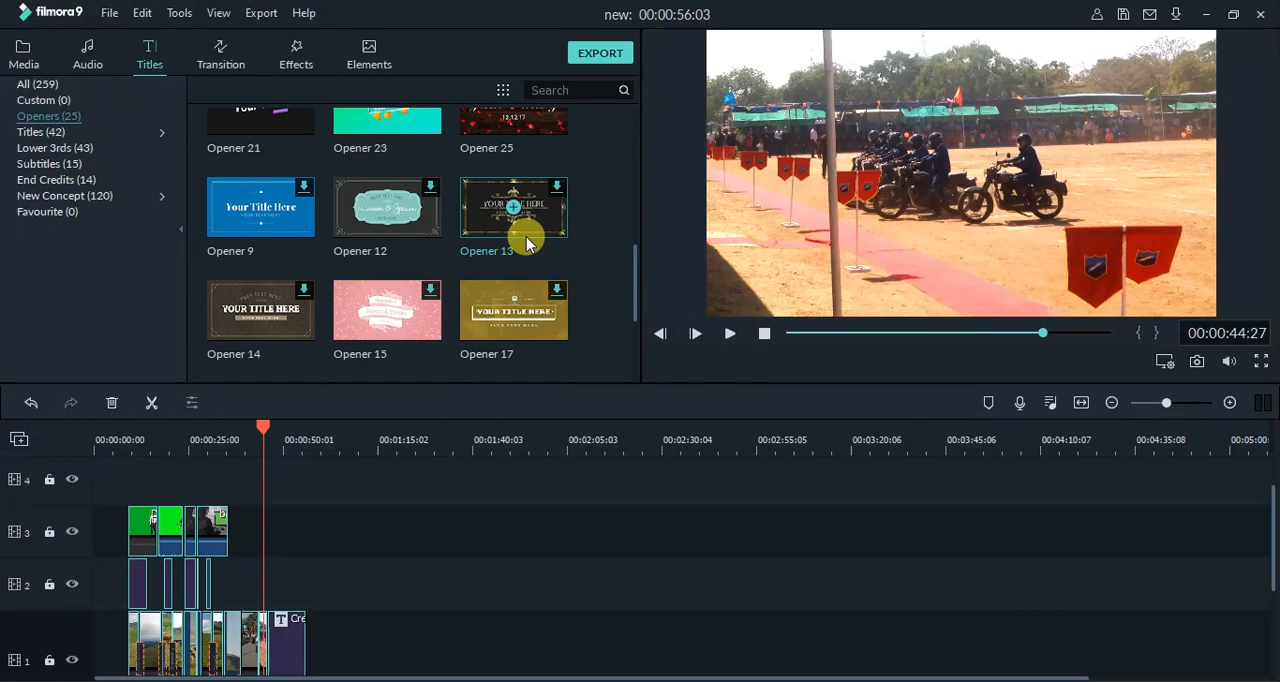 filmora9 File Edit Tools View Export Help new: 00:00:56:03
Media Audio Titles Transition Effects Elements EXPORT
All (259)
Custom (0)
Openers (25)
Titles (42)
Lower 3rds (43)
Subtitles (15)
End Credits (14)
New Concept (120)
Favourite (0)
Search
12.12.17
Opener 21 Opener 23 Opener 25
Your Title Here
Opener 9 Opener 12 Opener 13
YOUR TITLE HERE
YOUR TITLE HERE
Opener 14 Opener 15 Opener 17
00:00:44:27
00:00:00:00 00:00:25:00 00:00:50:01 00:01:15:02 00:01:40:03 00:02:05:03 00:02:30:04 00:02:55:05 00:03:20:06 00:03:45:06 00:04:10:07 00:04:35:08 00:05:00:
4
3
2
T Cre
1